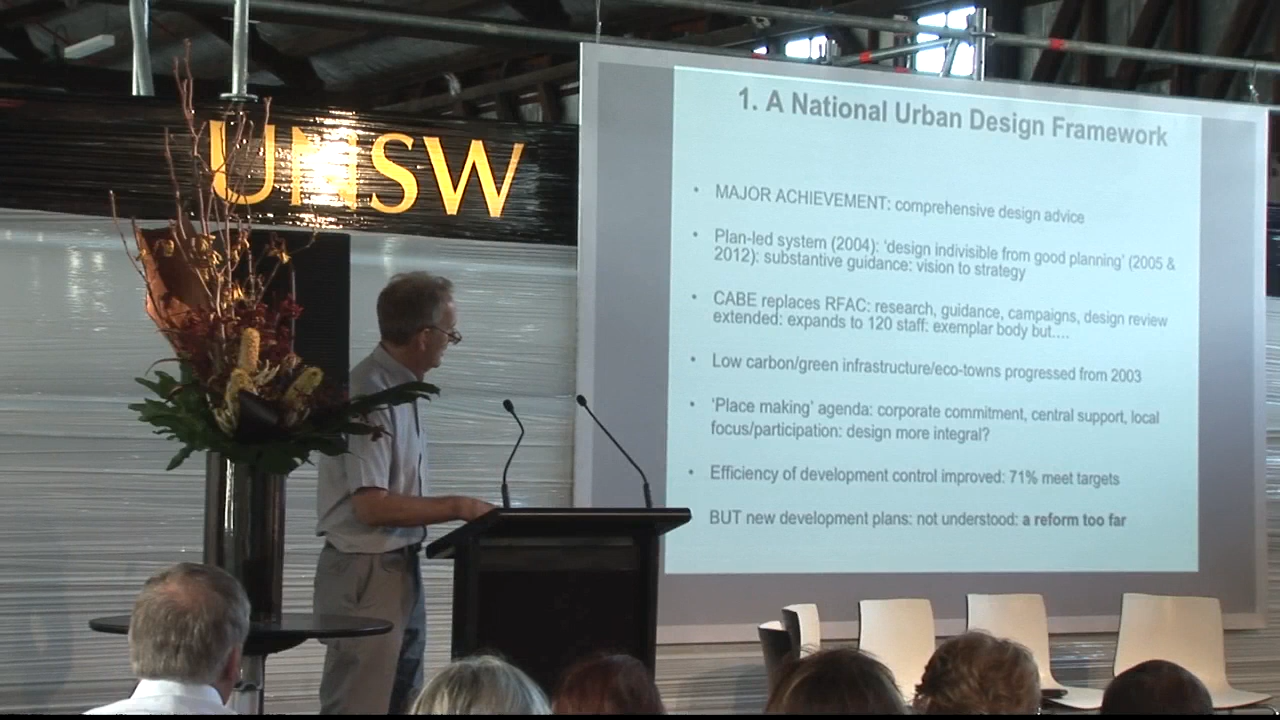 UNSW
1. A National Urban Design Framework
• MAJOR ACHIEVEMENT: comprehensive design advice
• Plan-led system (2004): ‘design indivisible from good planning’ (2005 &
2012): substantive guidance: vision to strategy
• CABE replaces RFAC: research, guidance, campaigns, design review
extended: expands to 120 staff: exemplar body but….
• Low carbon/green infrastructure/eco-towns progressed from 2003
• ‘Place making’ agenda: corporate commitment, central support, local
focus/participation: design more integral?
• Efficiency of development control improved: 71% meet targets
BUT new development plans: not understood: a reform too far